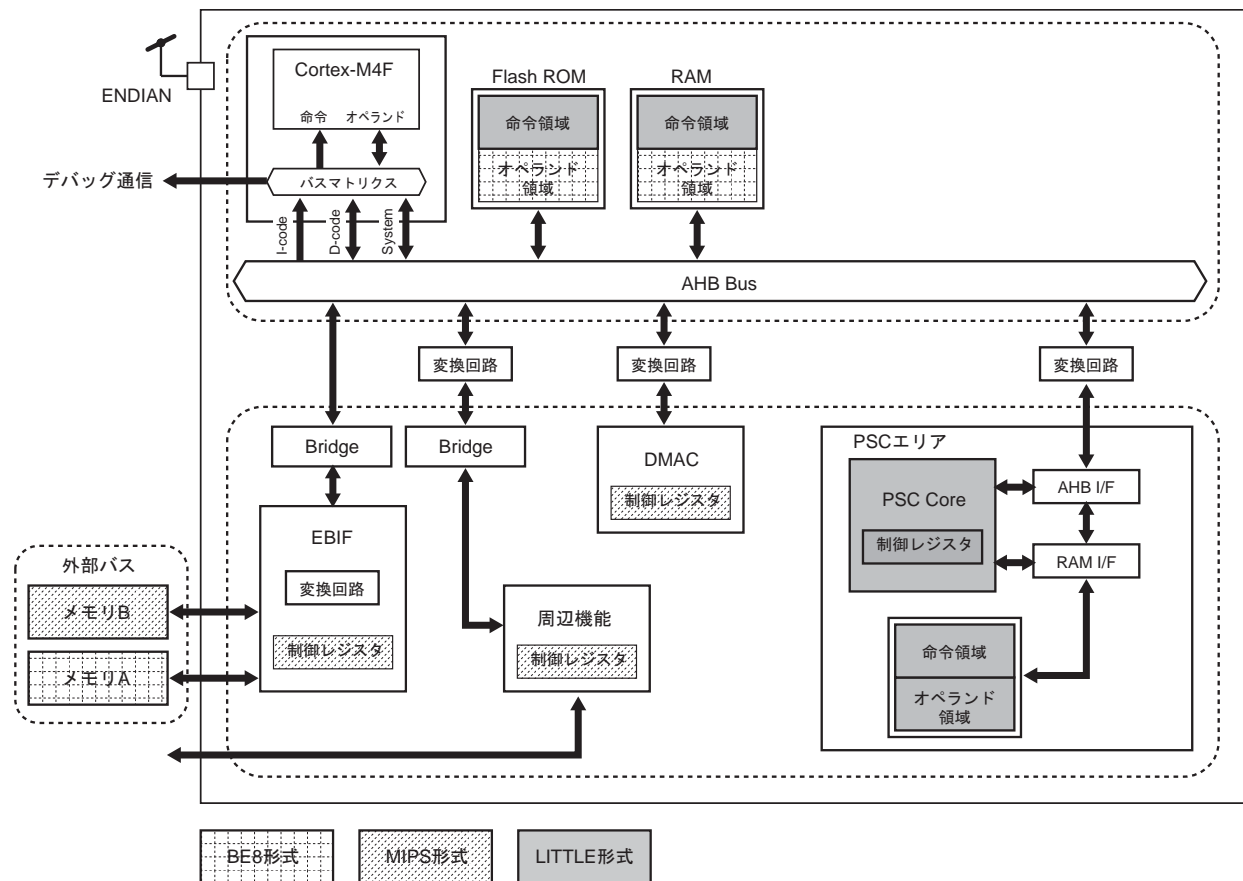 ENDIAN
Cortex-M4F
命令
オペランド
バスマトリクス
デバッグ通信
I-code
D-code
System
Flash ROM
命令領域
オペランド
領域
RAM
命令領域
オペランド
領域
AHB Bus
変換回路
変換回路
変換回路
Bridge
Bridge
DMAC
制御レジスタ
PSCエリア
PSC Core
制御レジスタ
AHB I/F
RAM I/F
命令領域
オペランド
領域
EBIF
変換回路
制御レジスタ
周辺機能
制御レジスタ
外部バス
メモリB
メモリA
BE8形式
MIPS形式
LITTLE形式